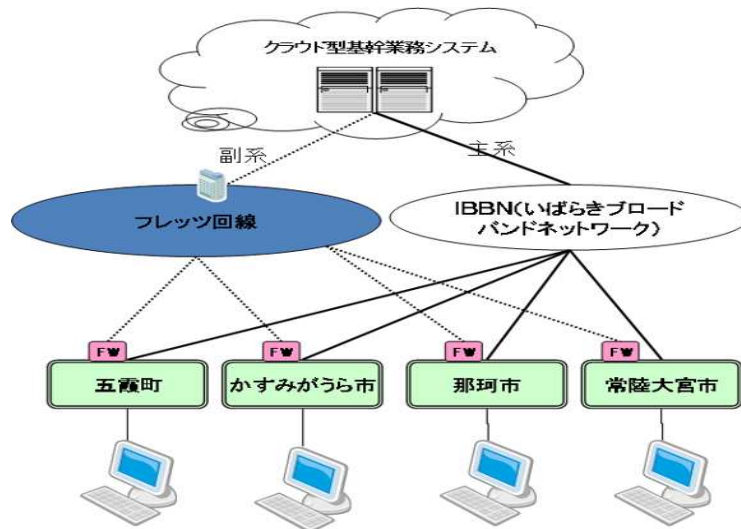 クラウド型基幹業務システム
副系
主系
フレッツ回線
IBBN(いばらきブロード
バンドネットワーク)
FW
FW
FW
FW
五霞町
かすみがうら市
那珂市
常陸大宮市